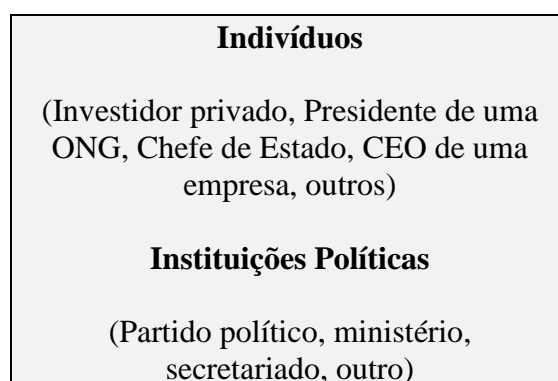 Indivíduos
(Investidor privado, Presidente de uma
ONG, Chefe de Estado, CEO de uma
empresa, outros)
Instituições Políticas
(Partido político, ministério,
secretariado, outro)